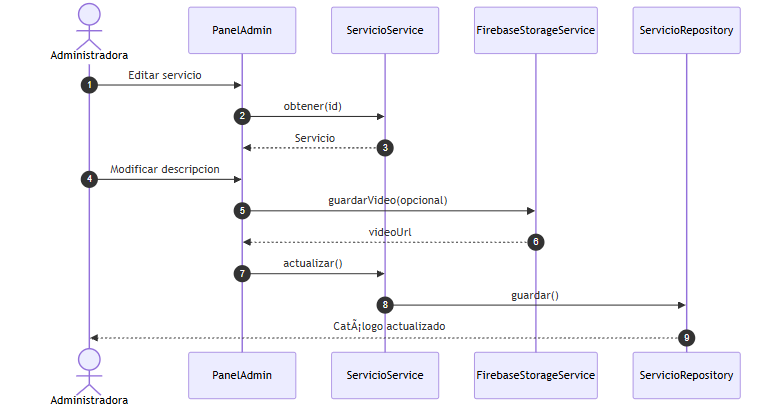 PanelAdmin
ServicioService
FirebaseStorageService
ServicioRepository
Administradora
1
Editar servicio
2
obtener(id)
Servicio
3
4
Modificar descripcion
5
guardarVideo(opcional)
videoUrl
6
7
actualizar()
8
guardar()
CatÃ¡logo actualizado
9
PanelAdmin
ServicioService
FirebaseStorageService
ServicioRepository
Administradora